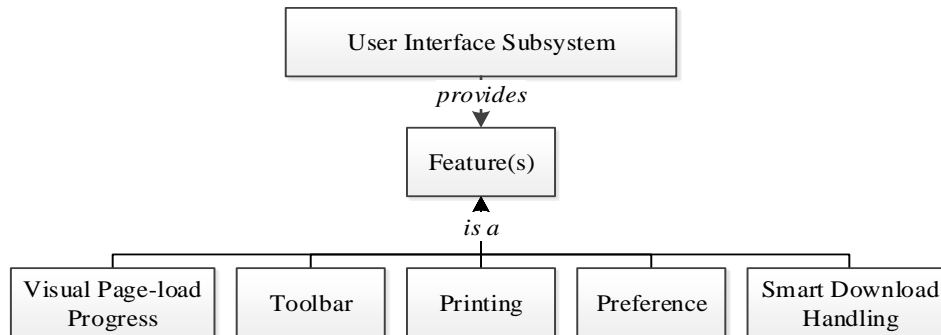 User Interface Subsystem
provides
Feature(s)
is a
Visual Page-load
Progress
Toolbar
Printing
Preference
Smart Download
Handling